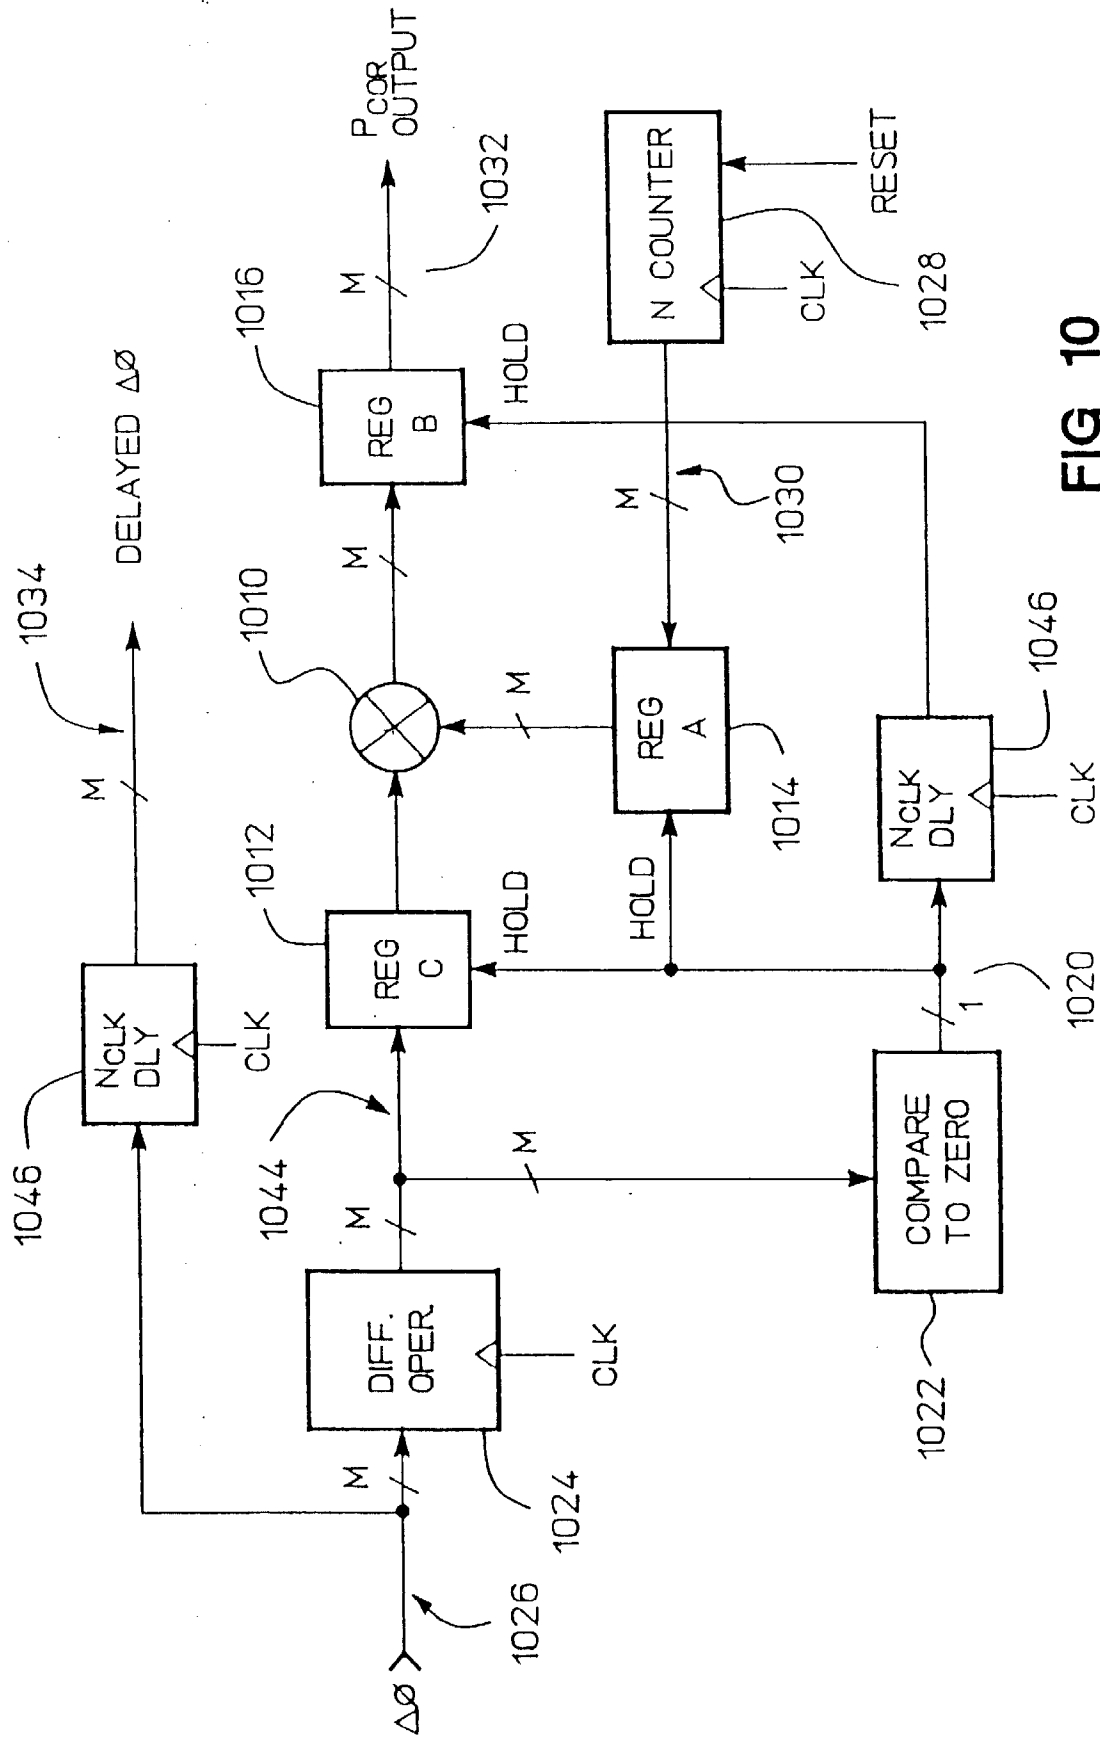 1034
M
DELAYED ΔØ
1046
NCLK
DLY
CLK
ΔØ
1026
M
DIFF.
OPER.
CLK
1024
M
1044
M
1012
REG
C
HOLD
1010
M
M
1016
REG
B
HOLD
M
1032
PCOR
OUTPUT
HOLD
REG
A
1014
M
1030
N COUNTER
CLK
RESET
1028
COMPARE
TO ZERO
1022
1
1020
NCLK
DLY
CLK
1046
FIG 10